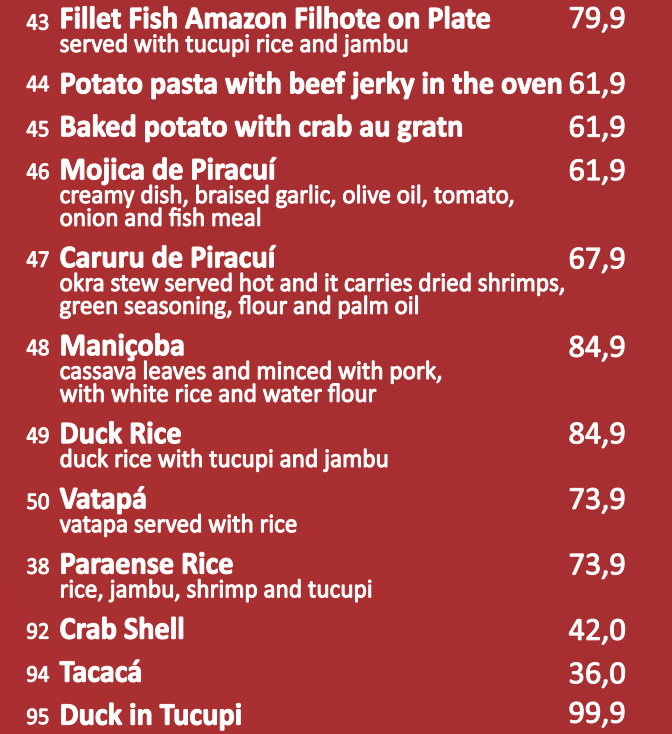 43 Fillet Fish Amazon Filhote on Plate 79,9
served with tucupi rice and jambu
44 Potato pasta with beef jerky in the oven 61,9
45 Baked potato with crab au gratn 61,9
46 Mojica de Piracuí 61,9
creamy dish, braised garlic, olive oil, tomato,
onion and fish meal
47 Caruru de Piracuí 67,9
okra stew served hot and it carries dried shrimps,
green seasoning, flour and palm oil
48 Maniçoba 84,9
cassava leaves and minced with pork,
with white rice and water flour
49 Duck Rice 84,9
duck rice with tucupi and jambu
50 Vatapá 73,9
vatapa served with rice
38 Paraense Rice 73,9
rice, jambu, shrimp and tucupi
92 Crab Shell 42,0
94 Tacacá 36,0
95 Duck in Tucupi 99,9